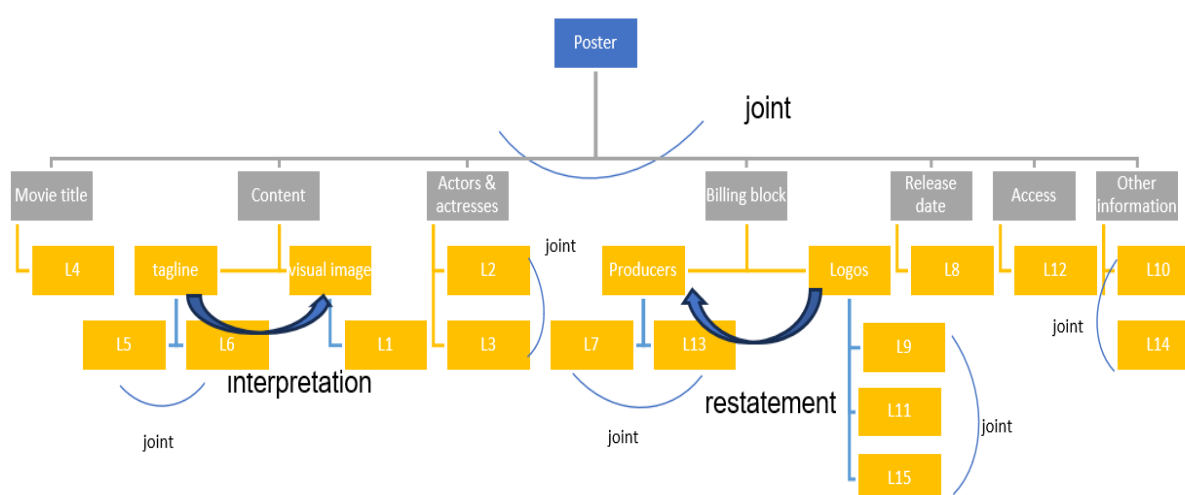 Poster
joint
Movie title
Content
Actors &
actresses
Billing block
Release
date
Access
Other
information
L4
tagline
visual image
L2
joint
Producers
Logos
L8
L12
L10
L5
L6
L1
L3
L7
L13
L9
joint
L14
interpretation
restatement
L11
joint
joint
joint
L15